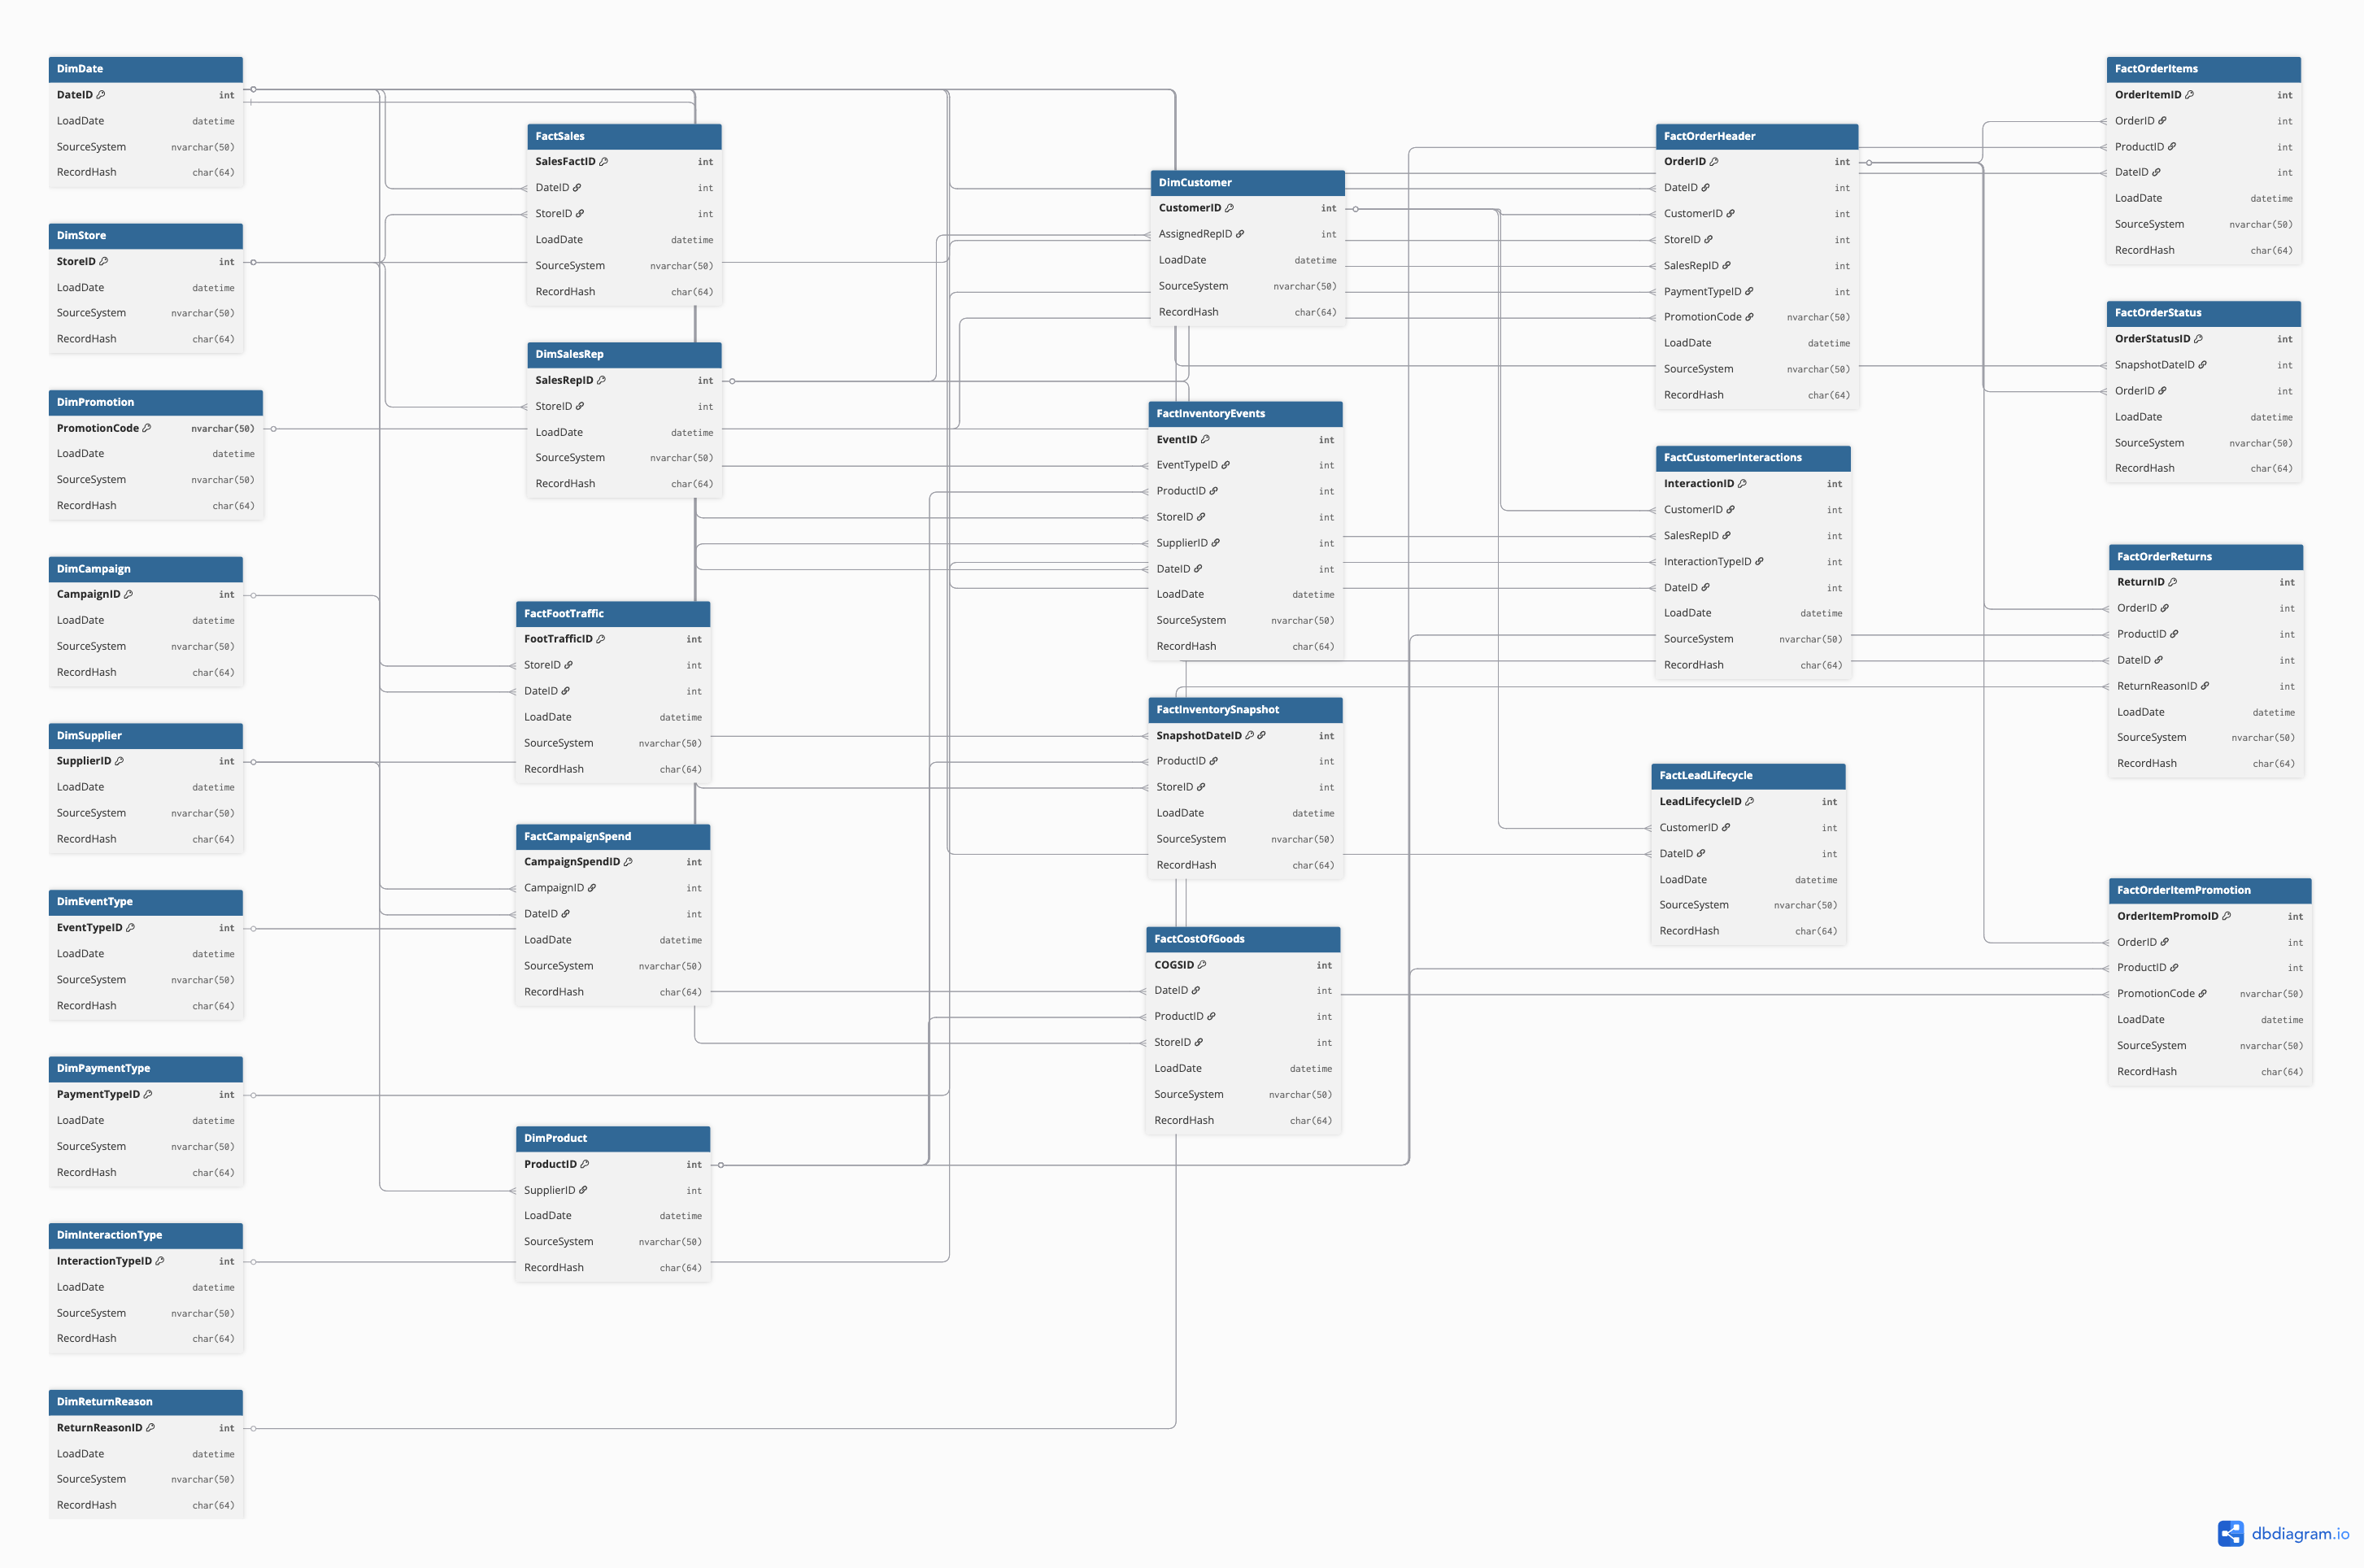 DimDate
DateID int
LoadDate datetime
SourceSystem nvarchar(50)
RecordHash char(64)
DimStore
StoreID int
LoadDate datetime
SourceSystem nvarchar(50)
RecordHash char(64)
DimPromotion
PromotionCode nvarchar(50)
LoadDate datetime
SourceSystem nvarchar(50)
RecordHash char(64)
DimCampaign
CampaignID int
LoadDate datetime
SourceSystem nvarchar(50)
RecordHash char(64)
DimSupplier
SupplierID int
LoadDate datetime
SourceSystem nvarchar(50)
RecordHash char(64)
DimEventType
EventTypeID int
LoadDate datetime
SourceSystem nvarchar(50)
RecordHash char(64)
DimPaymentType
PaymentTypeID int
LoadDate datetime
SourceSystem nvarchar(50)
RecordHash char(64)
DimInteractionType
InteractionTypeID int
LoadDate datetime
SourceSystem nvarchar(50)
RecordHash char(64)
DimReturnReason
ReturnReasonID int
LoadDate datetime
SourceSystem nvarchar(50)
RecordHash char(64)
FactSales
SalesFactID int
DateID int
StoreID int
LoadDate datetime
SourceSystem nvarchar(50)
RecordHash char(64)
DimSalesRep
SalesRepID int
StoreID int
LoadDate datetime
SourceSystem nvarchar(50)
RecordHash char(64)
FactFootTraffic
FootTrafficID int
StoreID int
DateID int
LoadDate datetime
SourceSystem nvarchar(50)
RecordHash char(64)
FactCampaignSpend
CampaignSpendID int
CampaignID int
DateID int
LoadDate datetime
SourceSystem nvarchar(50)
RecordHash char(64)
DimProduct
ProductID int
SupplierID int
LoadDate datetime
SourceSystem nvarchar(50)
RecordHash char(64)
DimCustomer
CustomerID int
AssignedRepID int
LoadDate datetime
SourceSystem nvarchar(50)
RecordHash char(64)
FactInventoryEvents
EventID int
EventTypeID int
ProductID int
StoreID int
SupplierID int
DateID int
LoadDate datetime
SourceSystem nvarchar(50)
RecordHash char(64)
FactInventorySnapshot
SnapshotDateID int
ProductID int
StoreID int
LoadDate datetime
SourceSystem nvarchar(50)
RecordHash char(64)
FactCostOfGoods
COGSID int
DateID int
ProductID int
StoreID int
LoadDate datetime
SourceSystem nvarchar(50)
RecordHash char(64)
FactOrderHeader
OrderID int
DateID int
CustomerID int
StoreID int
SalesRepID int
PaymentTypeID int
PromotionCode nvarchar(50)
LoadDate datetime
SourceSystem nvarchar(50)
RecordHash char(64)
FactCustomerInteractions
InteractionID int
CustomerID int
SalesRepID int
InteractionTypeID int
DateID int
LoadDate datetime
SourceSystem nvarchar(50)
RecordHash char(64)
FactLeadLifecycle
LeadLifecycleID int
CustomerID int
DateID int
LoadDate datetime
SourceSystem nvarchar(50)
RecordHash char(64)
FactOrderItems
OrderItemID int
OrderID int
ProductID int
DateID int
LoadDate datetime
SourceSystem nvarchar(50)
RecordHash char(64)
FactOrderStatus
OrderStatusID int
SnapshotDateID int
OrderID int
LoadDate datetime
SourceSystem nvarchar(50)
RecordHash char(64)
FactOrderReturns
ReturnID int
OrderID int
ProductID int
DateID int
ReturnReasonID int
LoadDate datetime
SourceSystem nvarchar(50)
RecordHash char(64)
FactOrderItemPromotion
OrderItemPromoID int
OrderID int
ProductID int
PromotionCode nvarchar(50)
LoadDate datetime
SourceSystem nvarchar(50)
RecordHash char(64)
dbdiagram.io